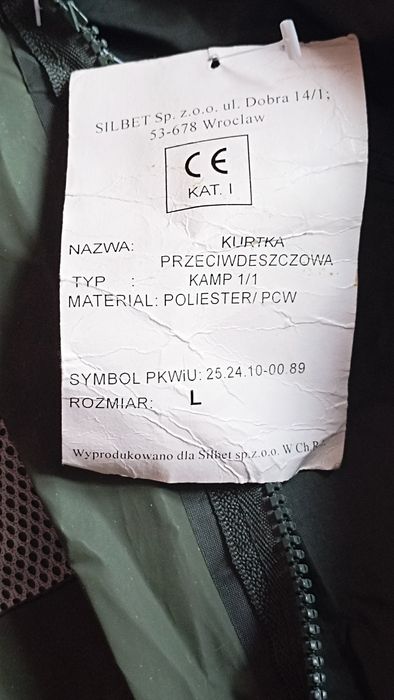 SILBET Sp. z.o.o. ul. Dobra 14/1;
53-678 Wrocław
CE
KAT. I
NAZWA: KURTKA
PRZECIWDESZCZOWA
TYP : KAMP 1/1
MATERIAL: POLIESTER/ PCW
SYMBOL PKWiU: 25.24.10-00.89
ROZMIAR: L
Wyprodukowano dla Silbet sp.z.o.o. W Ch.R.